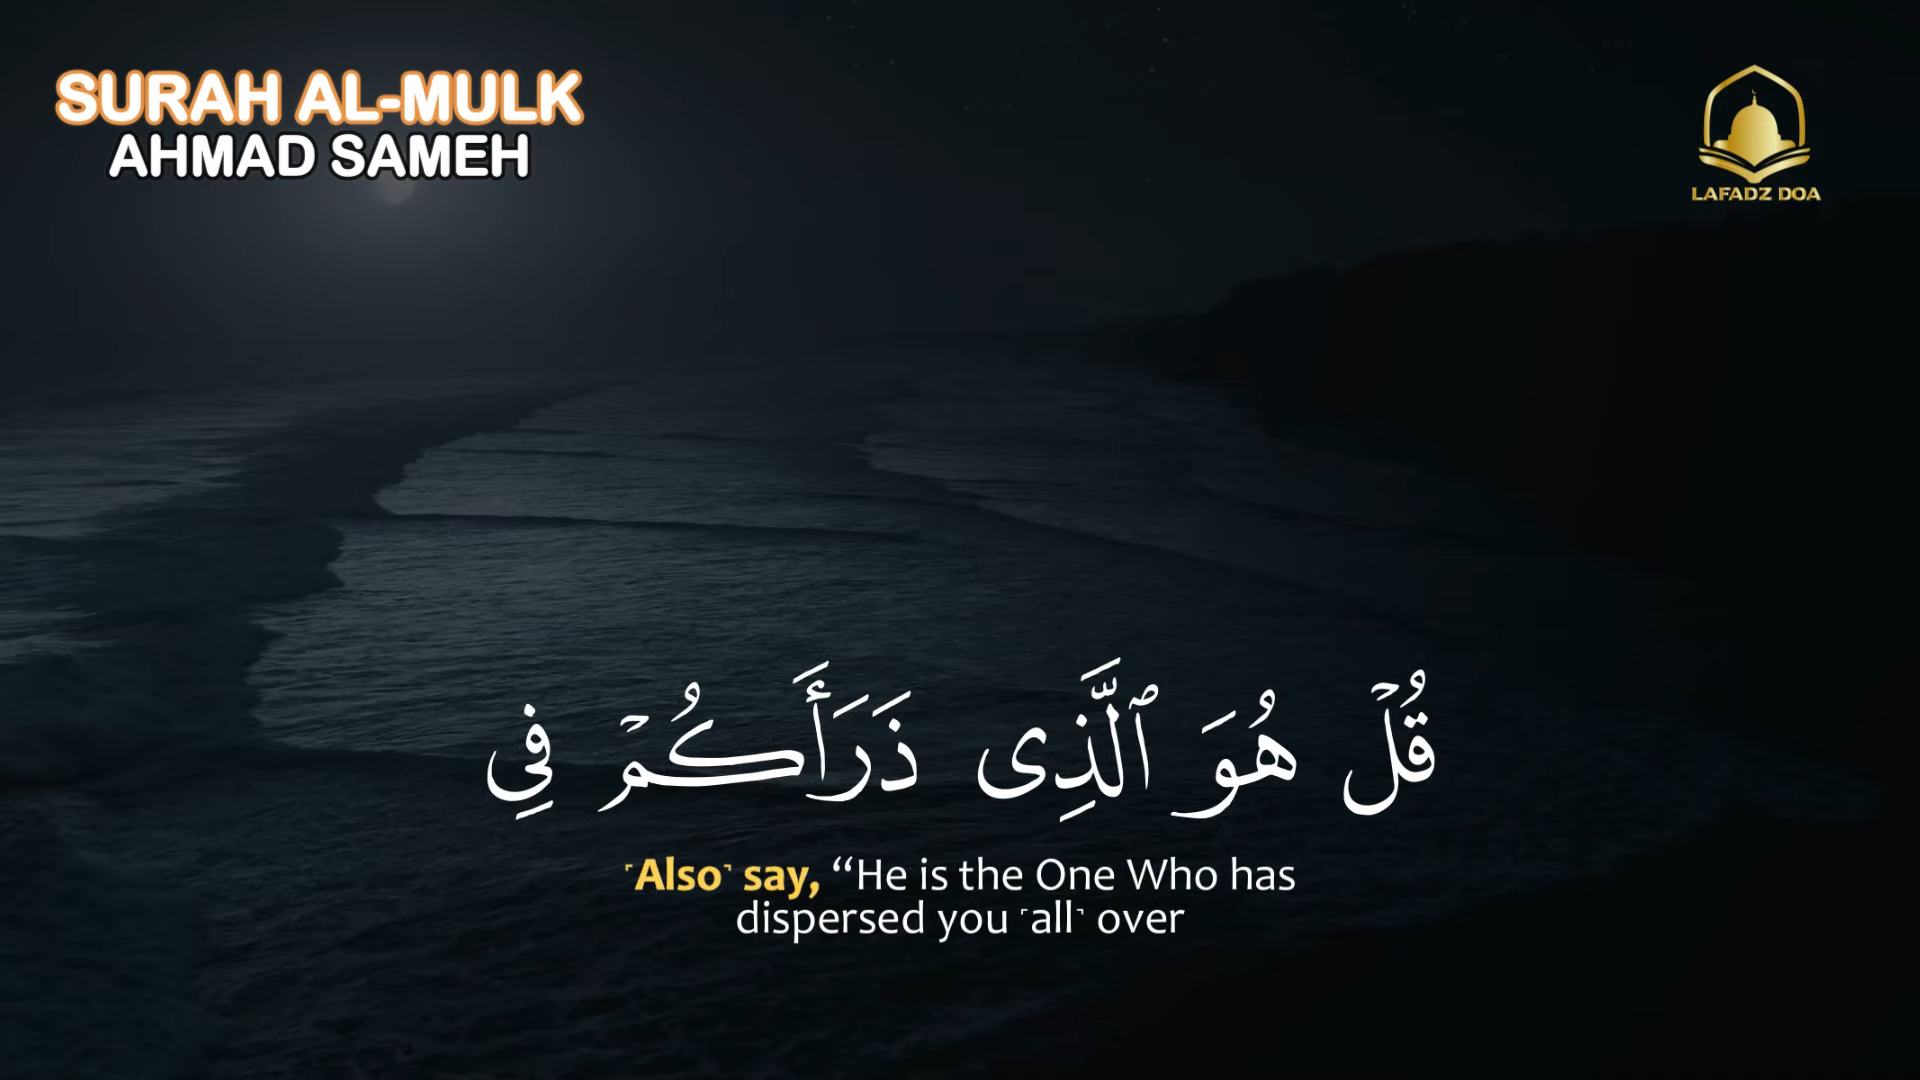 SURAH AL-MULK
AHMAD SAMEH
LAFADZ DOA
قُلۡ هُوَ ٱلَّذِى ذَرَأَكُمۡ فِى
˹Also˺ say, “He is the One Who has
dispersed you ˹all˺ over